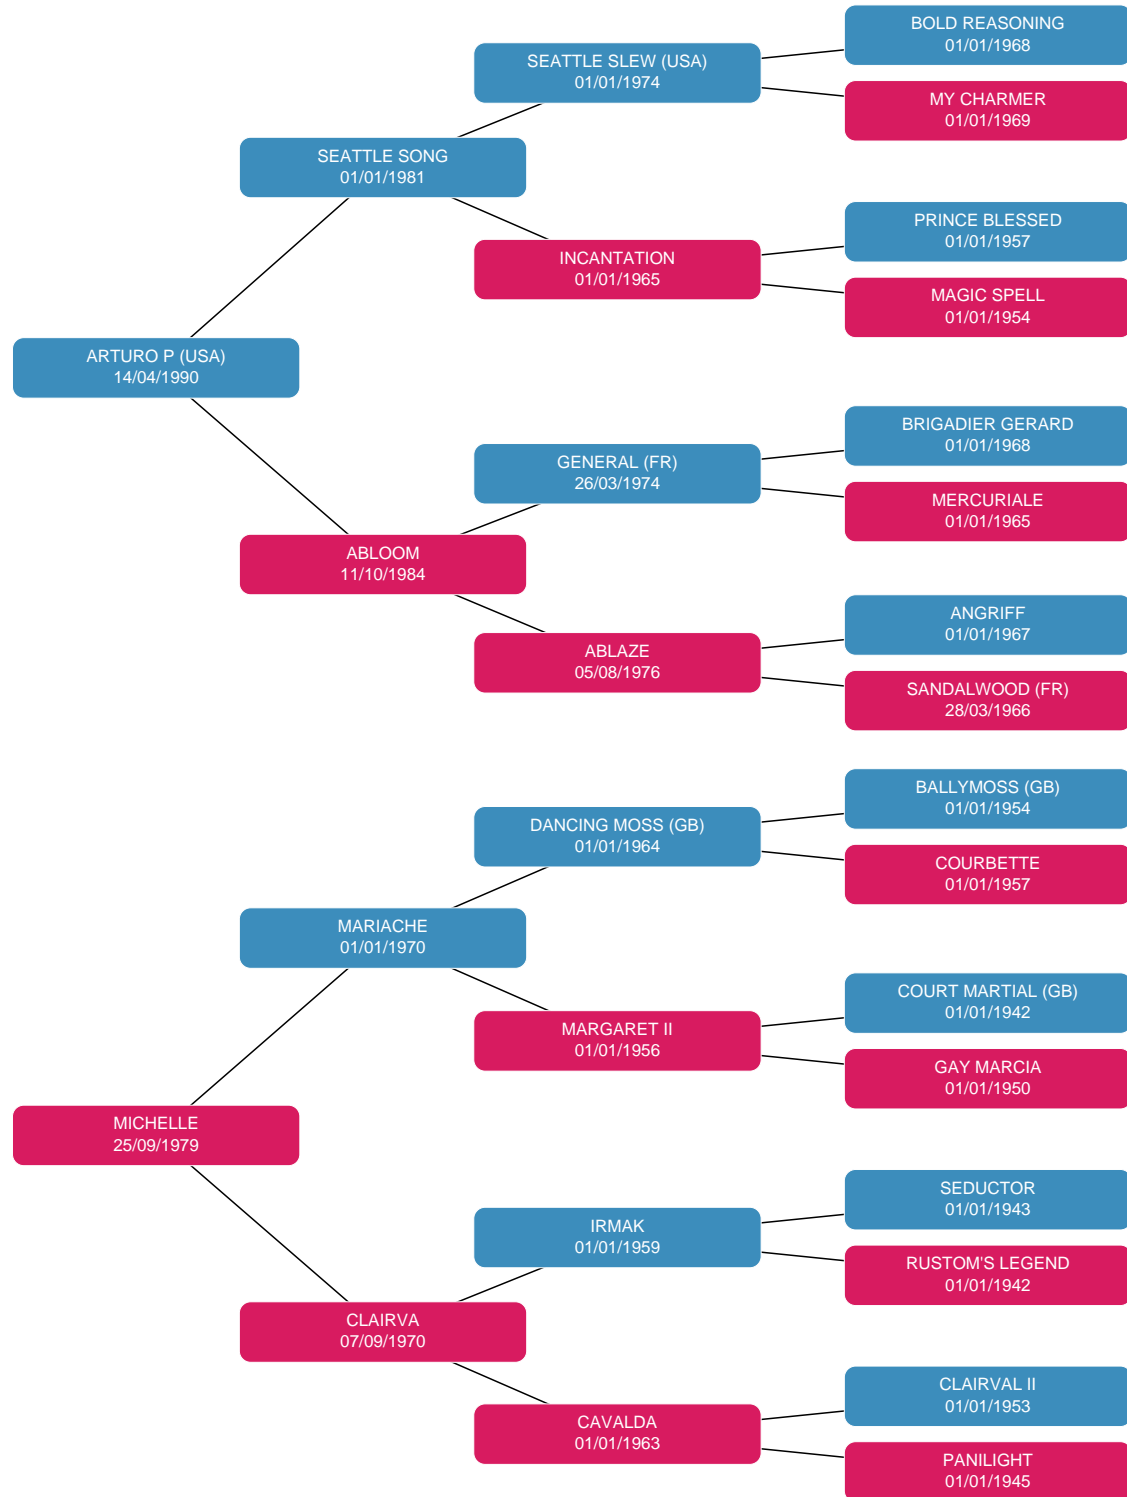 BOLD REASONING
01/01/1968
SEATTLE SLEW (USA)
01/01/1974
MY CHARMER
01/01/1969
SEATTLE SONG
01/01/1981
PRINCE BLESSED
01/01/1957
INCANTATION
01/01/1965
MAGIC SPELL
01/01/1954
ARTURO P (USA)
14/04/1990
BRIGADIER GERARD
01/01/1968
GENERAL (FR)
26/03/1974
MERCURIALE
01/01/1965
ABLOOM
11/10/1984
ANGRIFF
01/01/1967
ABLAZE
05/08/1976
SANDALWOOD (FR)
28/03/1966
BALLYMOSS (GB)
01/01/1954
DANCING MOSS (GB)
01/01/1964
COURBETTE
01/01/1957
MARIACHE
01/01/1970
COURT MARTIAL (GB)
01/01/1942
MARGARET II
01/01/1956
GAY MARCIA
01/01/1950
MICHELLE
25/09/1979
SEDUCTOR
01/01/1943
IRMAK
01/01/1959
RUSTOM'S LEGEND
01/01/1942
CLAIRVA
07/09/1970
CLAIRVAL II
01/01/1953
CAVALDA
01/01/1963
PANILIGHT
01/01/1945